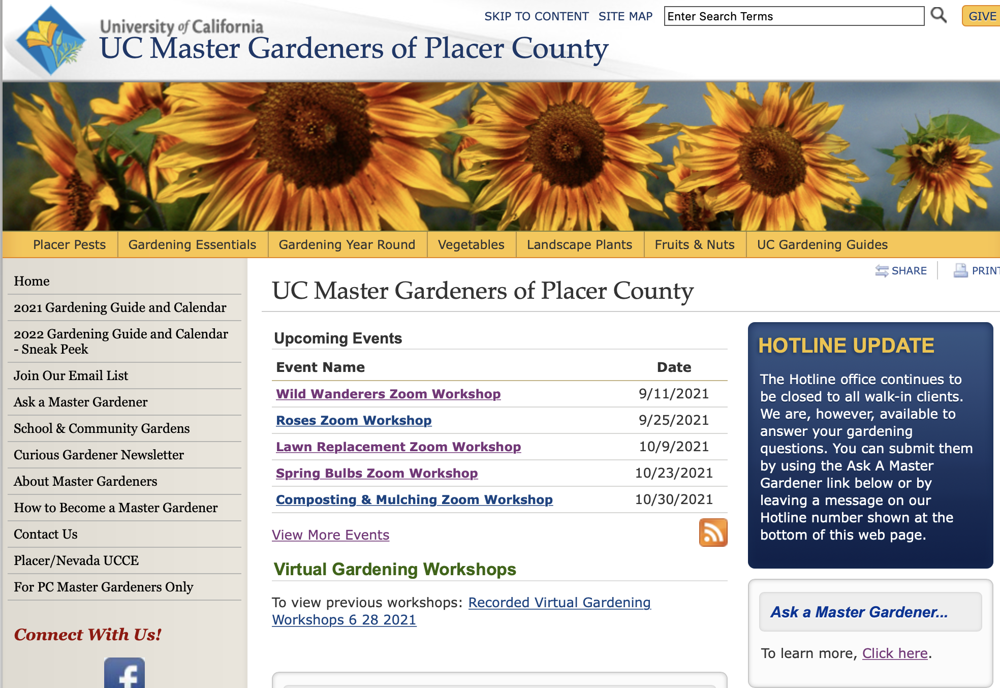 SKIP TO CONTENT SITE MAP Enter Search Terms GIVE
University of California
UC Master Gardeners of Placer County
Placer Pests Gardening Essentials Gardening Year Round Vegetables Landscape Plants Fruits & Nuts UC Gardening Guides
Home
2021 Gardening Guide and Calendar
2022 Gardening Guide and Calendar
- Sneak Peek
Join Our Email List
Ask a Master Gardener
School & Community Gardens
Curious Gardener Newsletter
About Master Gardeners
How to Become a Master Gardener
Contact Us
Placer/Nevada UCCE
For PC Master Gardeners Only
Connect With Us!
SHARE PRINT
UC Master Gardeners of Placer County
Upcoming Events
Event Name Date
Wild Wanderers Zoom Workshop 9/11/2021
Roses Zoom Workshop 9/25/2021
Lawn Replacement Zoom Workshop 10/9/2021
Spring Bulbs Zoom Workshop 10/23/2021
Composting & Mulching Zoom Workshop 10/30/2021
View More Events
Virtual Gardening Workshops
To view previous workshops: Recorded Virtual Gardening
Workshops 6 28 2021
HOTLINE UPDATE
The Hotline office continues to
be closed to all walk-in clients.
We are, however, available to
answer your gardening
questions. You can submit them
by using the Ask A Master
Gardener link below or by
leaving a message on our
Hotline number shown at the
bottom of this web page.
Ask a Master Gardener...
To learn more, Click here.